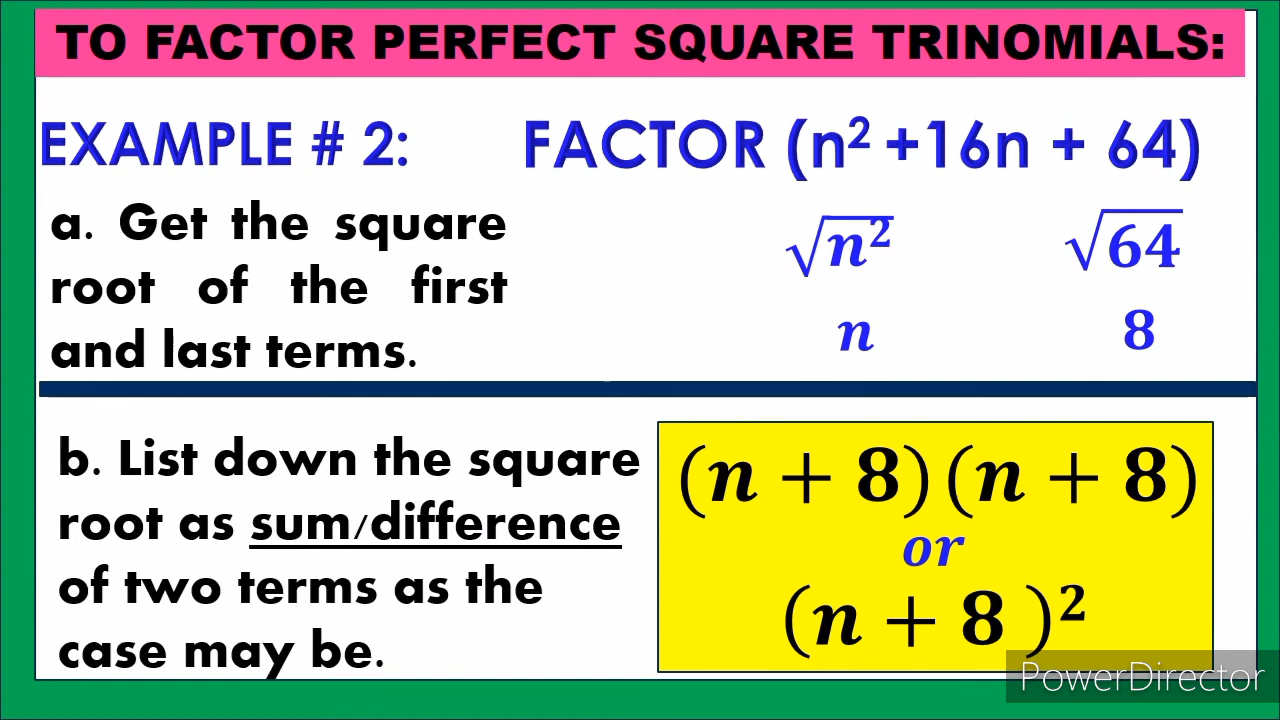 TO FACTOR PERFECT SQUARE TRINOMIALS:
EXAMPLE # 2: FACTOR (n² +16n + 64)
a. Get the square
root of the first
and last terms.
√n² √64
n 8
b. List down the square
root as sum/difference
of two terms as the
case may be.
(n + 8)(n + 8)
or
(n + 8 )²
PowerDirector